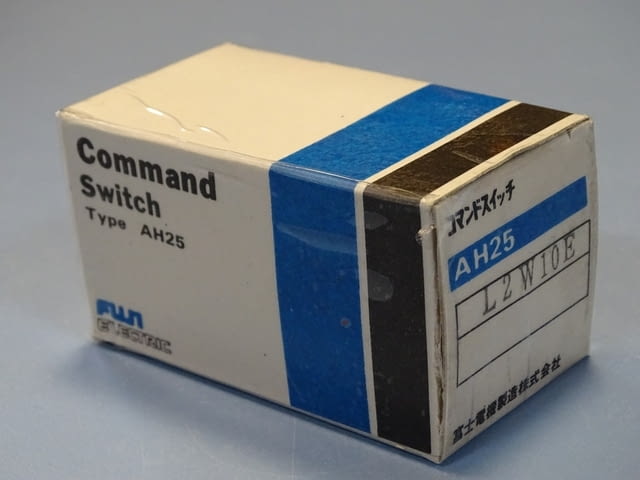 Command
Switch
Type AH25
FUJI
ELECTRIC
コマンドスイッチ
AH25
L2W10E
富士電機製造株式会社